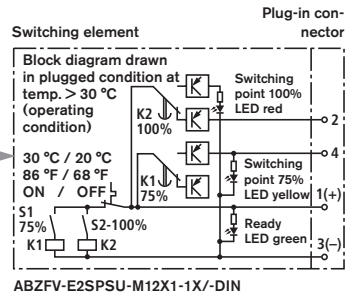 Switching element
Plug-in con-
nector
Block diagram drawn
in plugged condition at
temp. > 30 °C
(operating
condition)
K2
100%
Switching
point 100%
LED red
2
4
30 °C / 20 °C
86 °F / 68 °F
ON / OFF
K1
75%
Switching
point 75%
LED yellow
1(+)
S1
75%
S2-100%
K1
K2
Ready
LED green
3(–)
ABZFV-E2SPSU-M12X1-1X/-DIN